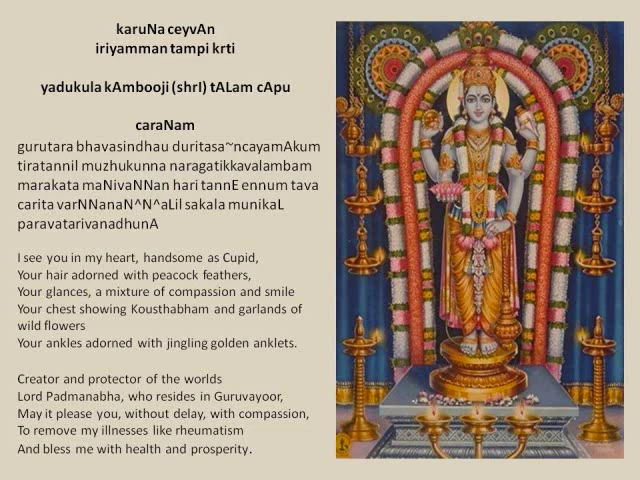 karuNa ceyvAn
iriyamman tampi krti
yadukula kAmbooji (shrI) tALam cApu
caraNam
gurutara bhavasindhau duritasa~ncayamAkum
tiratannil muzhukunna naragatikkavalambam
marakata maNivaNNan hari tannE ennum tava
carita varNNanaN^N^aLil sakala munikaL
paravatarivanadhunA
I see you in my heart, handsome as Cupid,
Your hair adorned with peacock feathers,
Your glances, a mixture of compassion and smile
Your chest showing Kousthabham and garlands of
wild flowers
Your ankles adorned with jingling golden anklets.
Creator and protector of the worlds
Lord Padmanabha, who resides in Guruvayoor,
May it please you, without delay, with compassion,
To remove my illnesses like rheumatism
And bless me with health and prosperity.